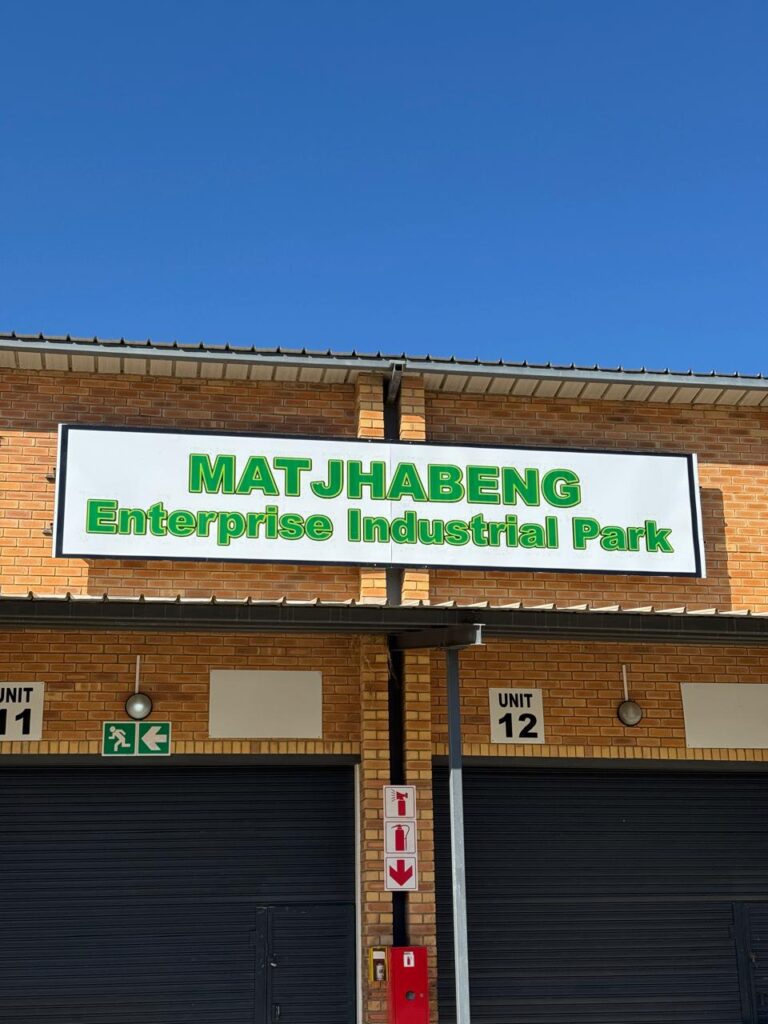 MATJHABENG
Enterprise Industrial Park
UNIT
11
UNIT
12